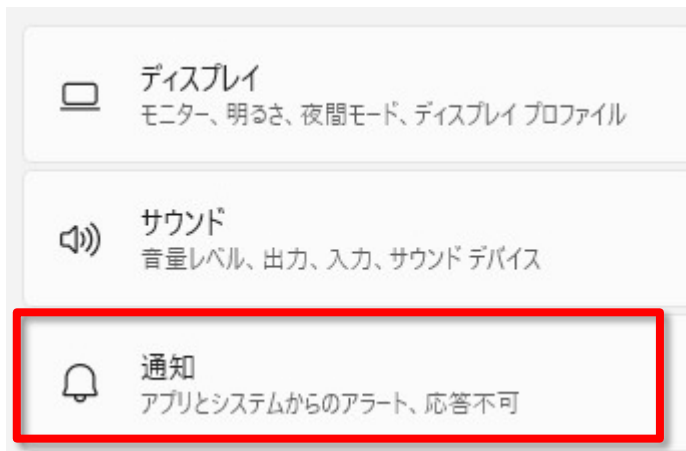 ディスプレイ
モニター、明るさ、夜間モード、ディスプレイ プロファイル
サウンド
音量レベル、出力、入力、サウンド デバイス
通知
アプリとシステムからのアラート、応答不可